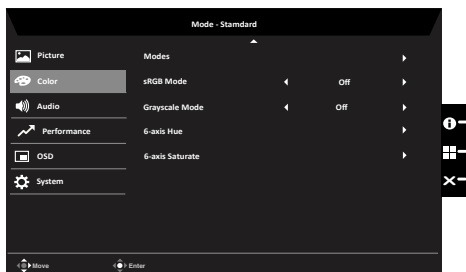 Mode - Stamdard
Picture
Modes
Color
sRGB Mode
Off
Audio
Grayscale Mode
Off
Performance
6-axis Hue
OSD
6-axis Saturate
System
Move
Enter